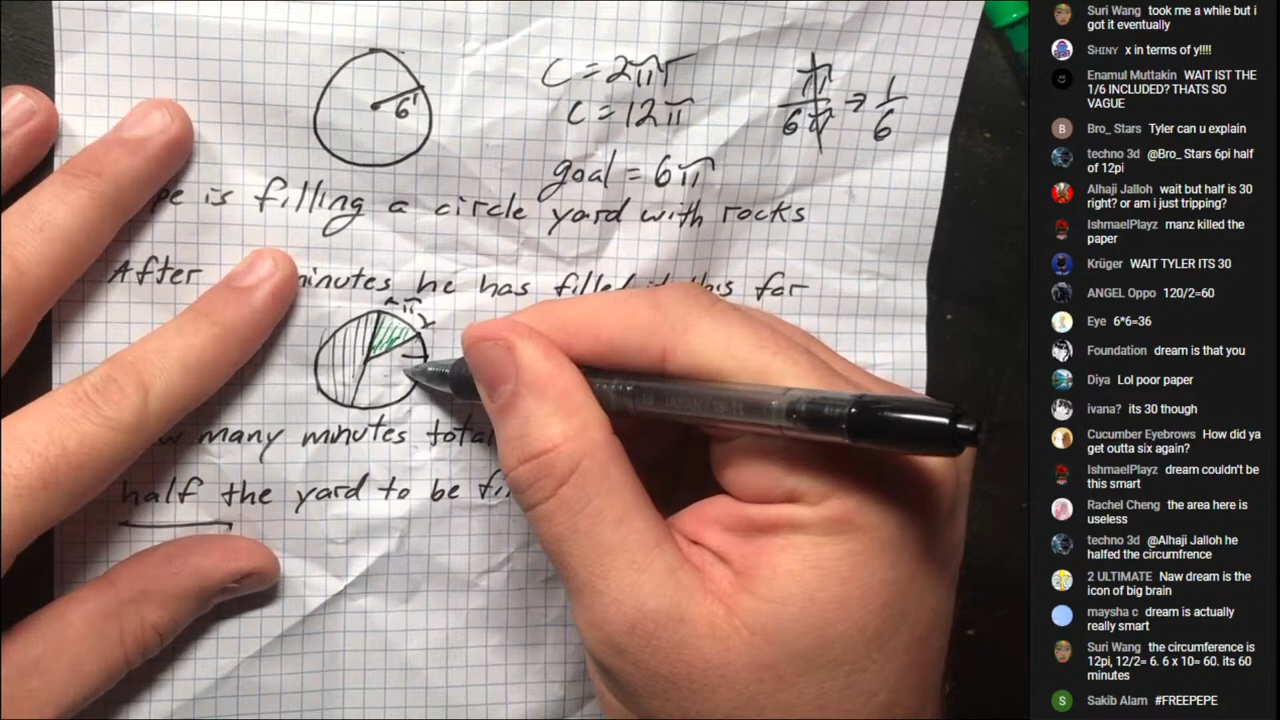 6'
C = 2πr
C = 12π
π/6π → 1/6
goal = 6π
is filling a circle yard with rocks
After minutes he has filled this far
π
many minutes total
half the yard to be
JAPAN
Suri Wang took me a while but i
got it eventually
SHINY x in terms of y!!!!
Enamul Muttakin WAIT IST THE
1/6 INCLUDED? THATS SO
VAGUE
B
Bro_ Stars Tyler can u explain
techno 3d @Bro_ Stars 6pi half
of 12pi
Alhaji Jalloh wait but half is 30
right? or am i just tripping?
IshmaelPlayz manz killed the
paper
Krüger WAIT TYLER ITS 30
ANGEL Oppo 120/2=60
Eye 6*6=36
Foundation dream is that you
Diya Lol poor paper
ivana? its 30 though
Cucumber Eyebrows How did ya
get outta six again?
IshmaelPlayz dream couldn't be
this smart
Rachel Cheng the area here is
useless
techno 3d @Alhaji Jalloh he
halfed the circumfrence
2 ULTIMATE Naw dream is the
icon of big brain
maysha c dream is actually
really smart
Suri Wang the circumference is
12pi, 12/2= 6. 6 x 10= 60. its 60
minutes
S
Sakib Alam #FREEPEPE